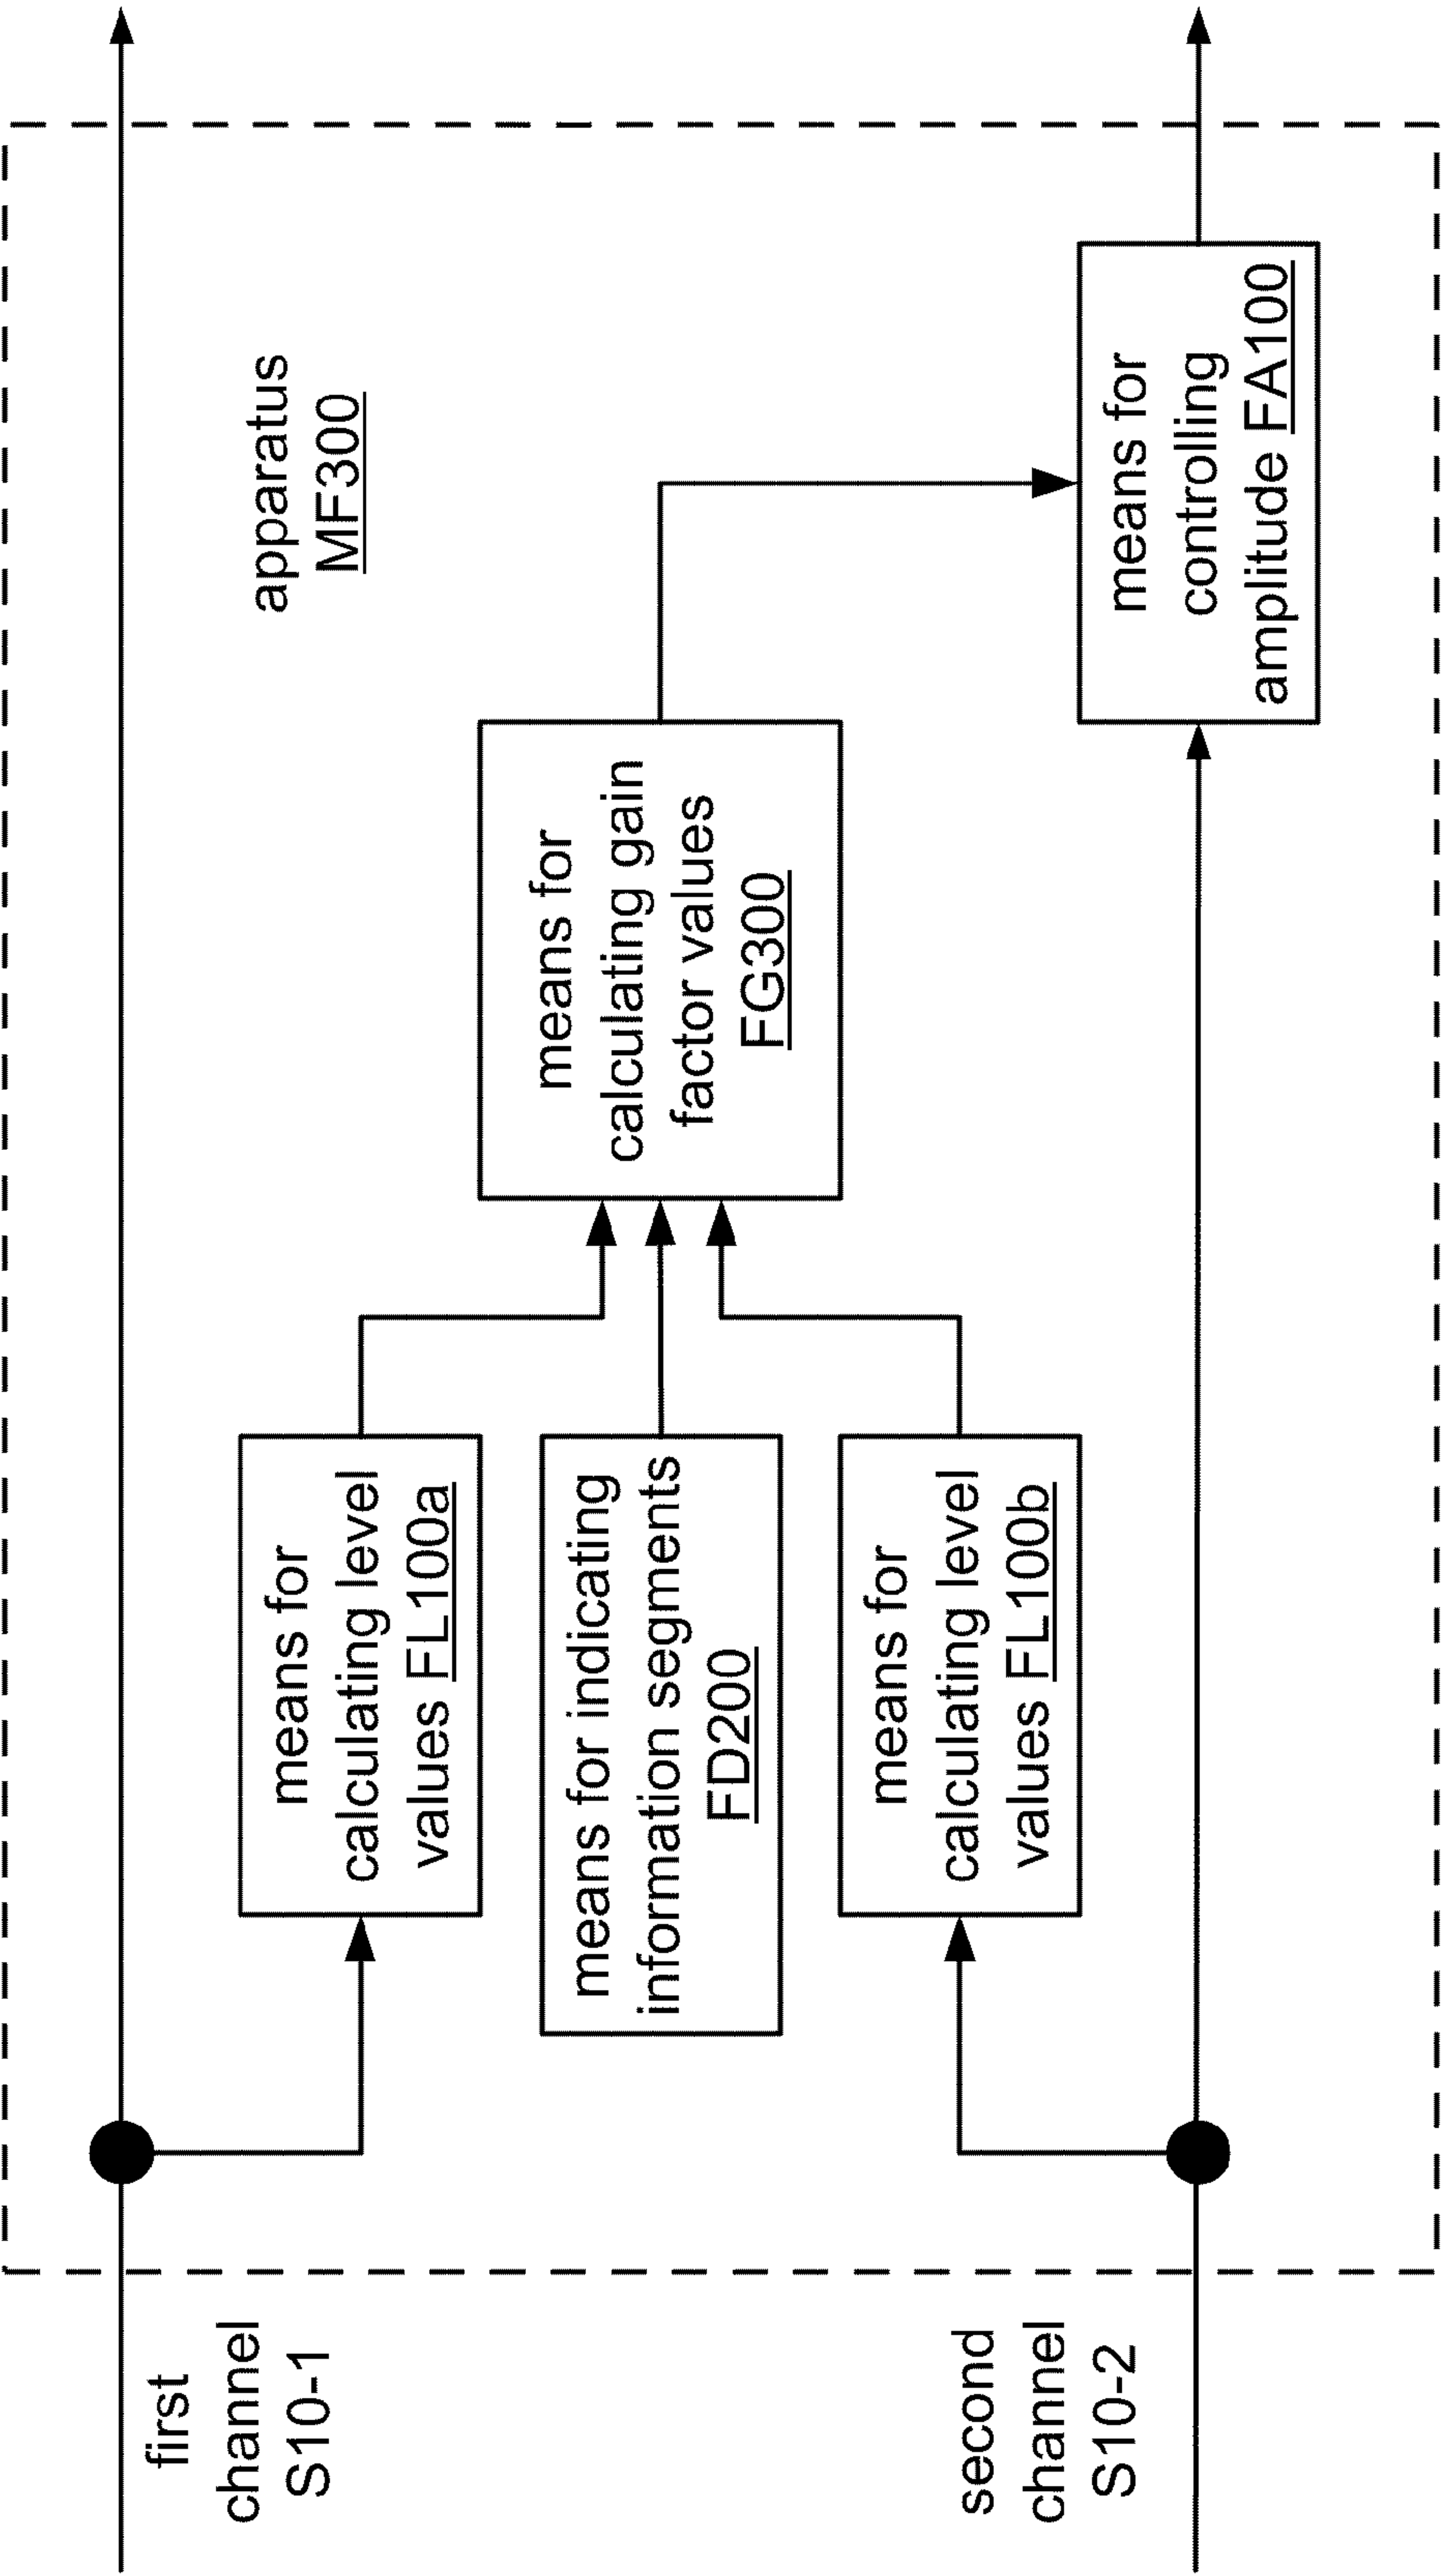 first
channel
S10-1
means for
calculating level
values FL100a
apparatus
MF300
means for indicating
information segments
FD200
means for
calculating gain
factor values
FG300
means for
calculating level
values FL100b
second
channel
S10-2
means for
controlling
amplitude FA100